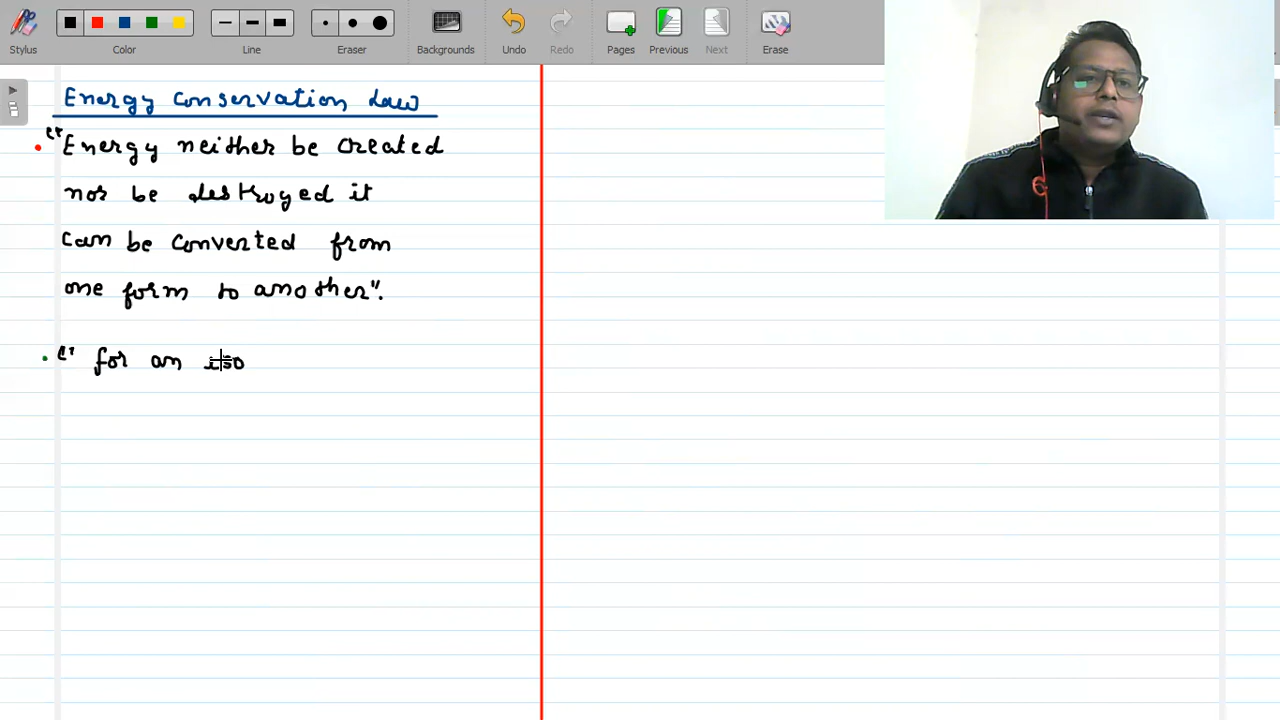 Stylus Color Line Eraser Backgrounds Undo Redo Pages Previous Next Erase
Energy conservation Law
"Energy neither be created
nor be destroyed it
can be converted from
one form to another".
" for an iso